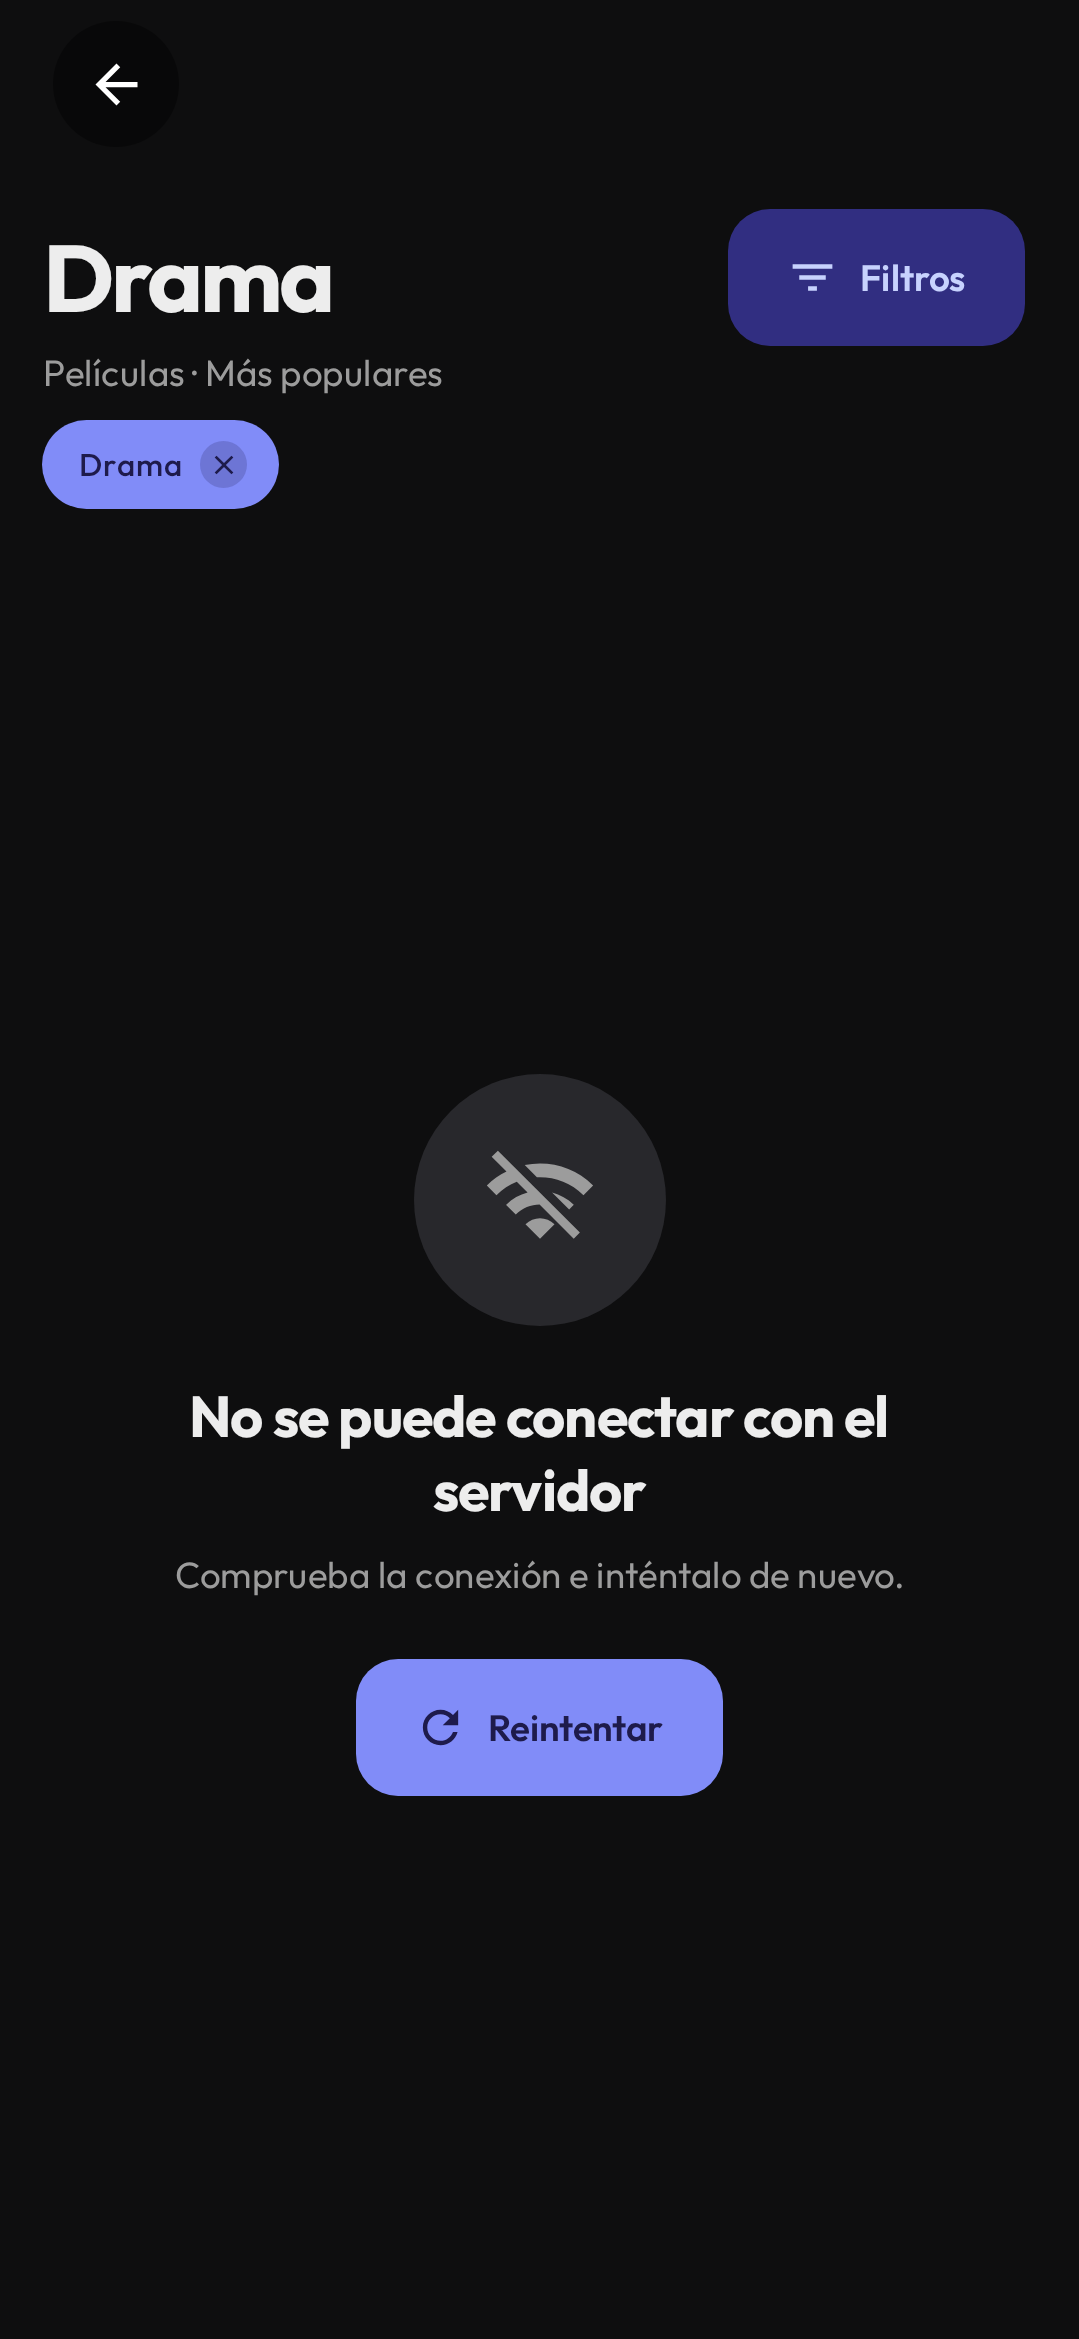 Drama
Filtros
Películas · Más populares
Drama
No se puede conectar con el
servidor
Comprueba la conexión e inténtalo de nuevo.
Reintentar